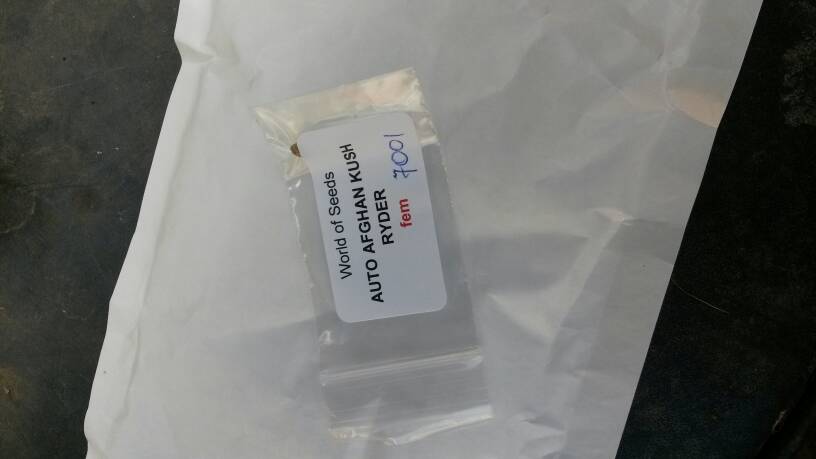 World of Seeds
AUTO AFGHAN KUSH
RYDER
fem 7001